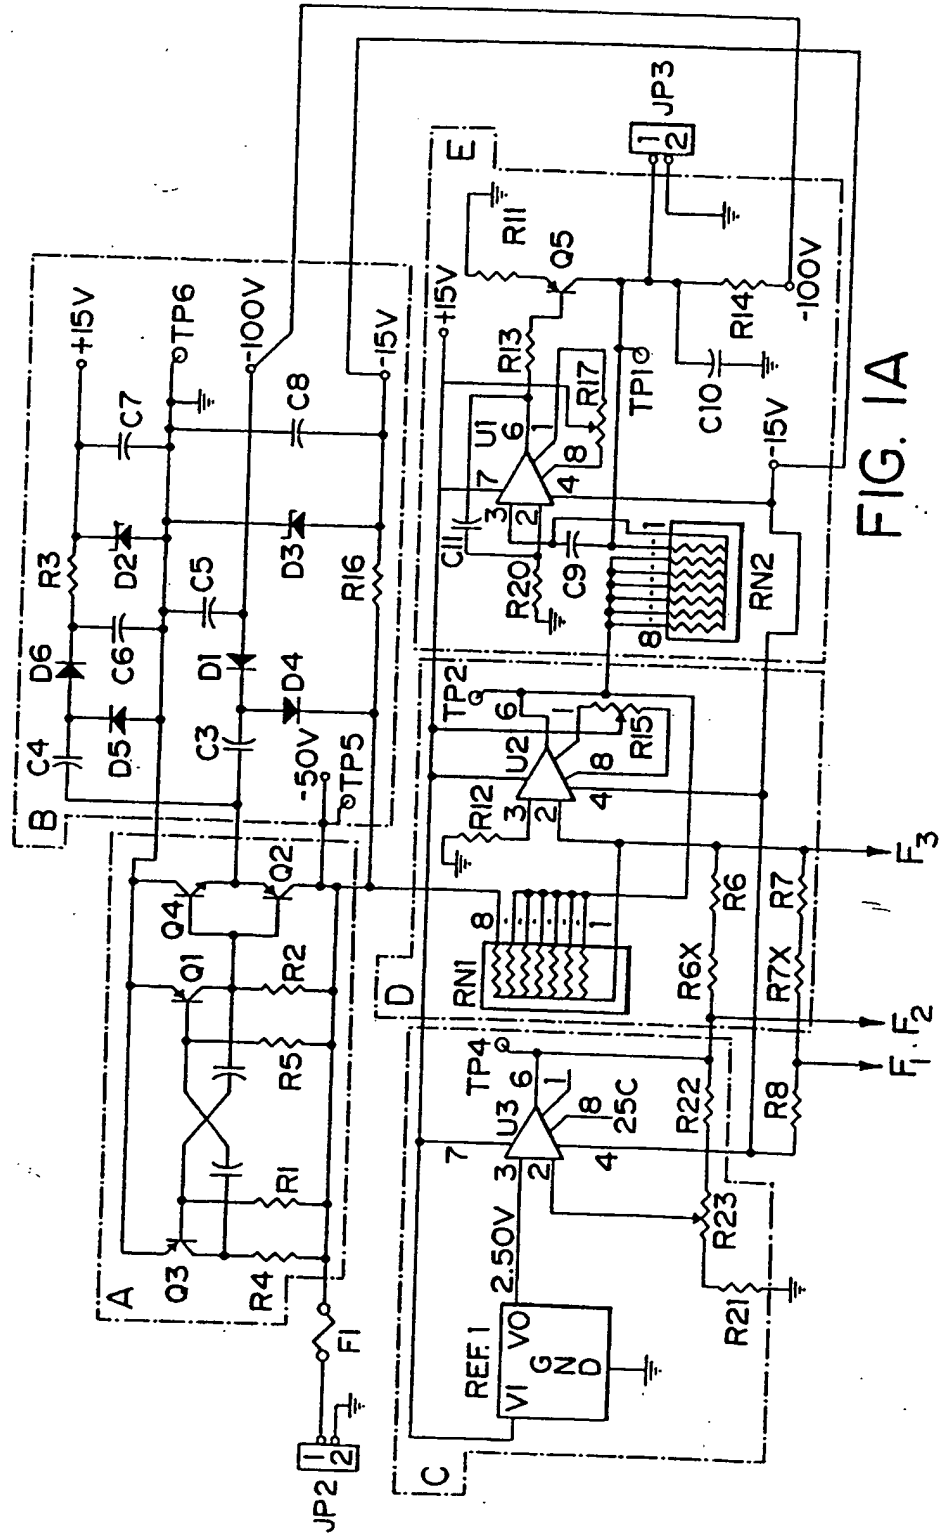 B
C4
D6
R3
+15V
D5
C6
D2
C7
TP6
C3
D1
C5
-100V
D4
D3
C8
-50V
TP5
R16
-15V
A
Q4
Q1
Q2
Q3
R4
R1
R5
R2
JP2
1
2
F1
C
REF.1
VI
VO
GND
2.50V
7
U3
3
2
4
6
1
8
25C
TP4
R22
R23
R21
R8
D
RN1
8
1
R12
U2
3
2
4
6
1
8
TP2
R15
R6X
R6
R7X
R7
F1
F2
F3
E
+15V
C11
R20
C9
U1
7
3
2
4
6
1
8
R13
Q5
R11
R17
TP1
C10
R14
-100V
-15V
8
1
RN2
JP3
1
2
FIG. 1A